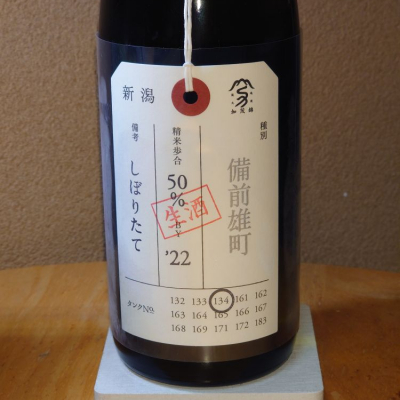 新潟
加茂錦
種別
備前雄町
精米歩合
50%
BY
'22
生酒
備考
しぼりたて
タンクNo.
132 133 134 161 162
163 164 165 166 167
168 169 171 172 183